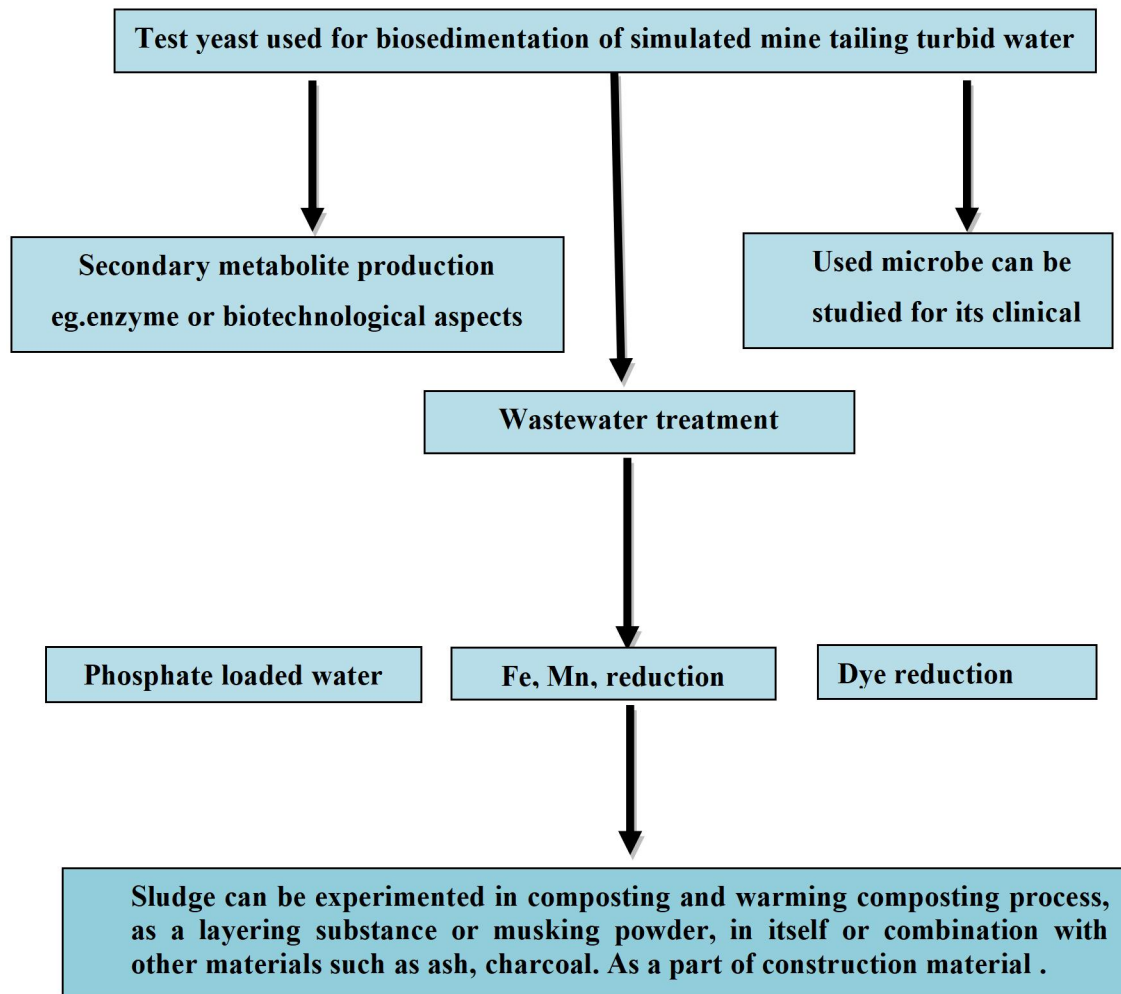 Test yeast used for biosedimentation of simulated mine tailing turbid water
Secondary metabolite production
eg.enzyme or biotechnological aspects
Used microbe can be
studied for its clinical
Wastewater treatment
Phosphate loaded water
Fe, Mn, reduction
Dye reduction
Sludge can be experimented in composting and warming composting process,
as a layering substance or musking powder, in itself or combination with
other materials such as ash, charcoal. As a part of construction material .